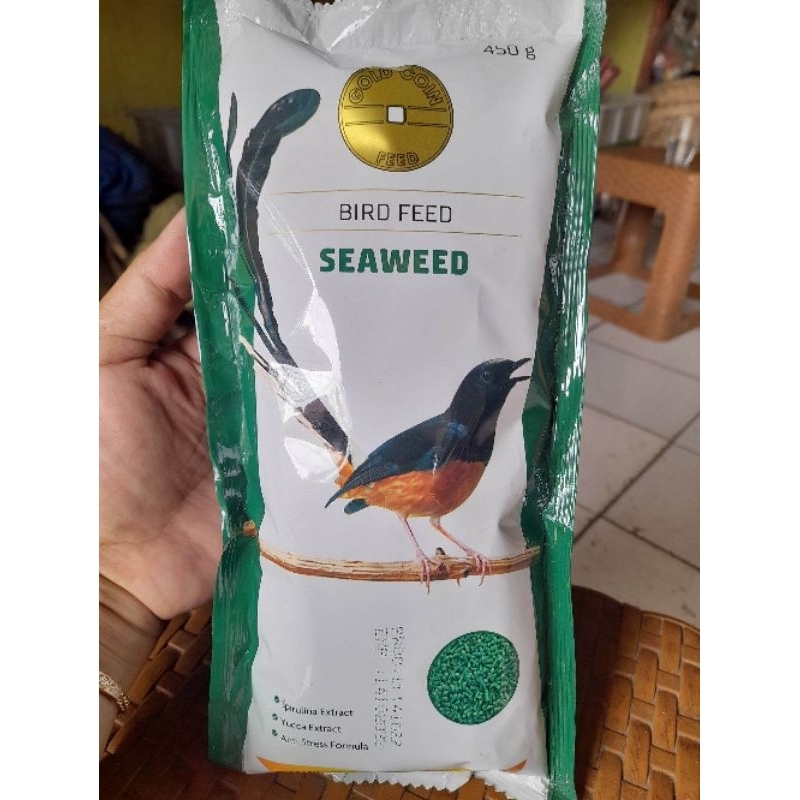 450 g
GOLD COIN
FEED
BIRD FEED
SEAWEED
Spirulina Extract
Yucca Extract
Anti Stress Formula